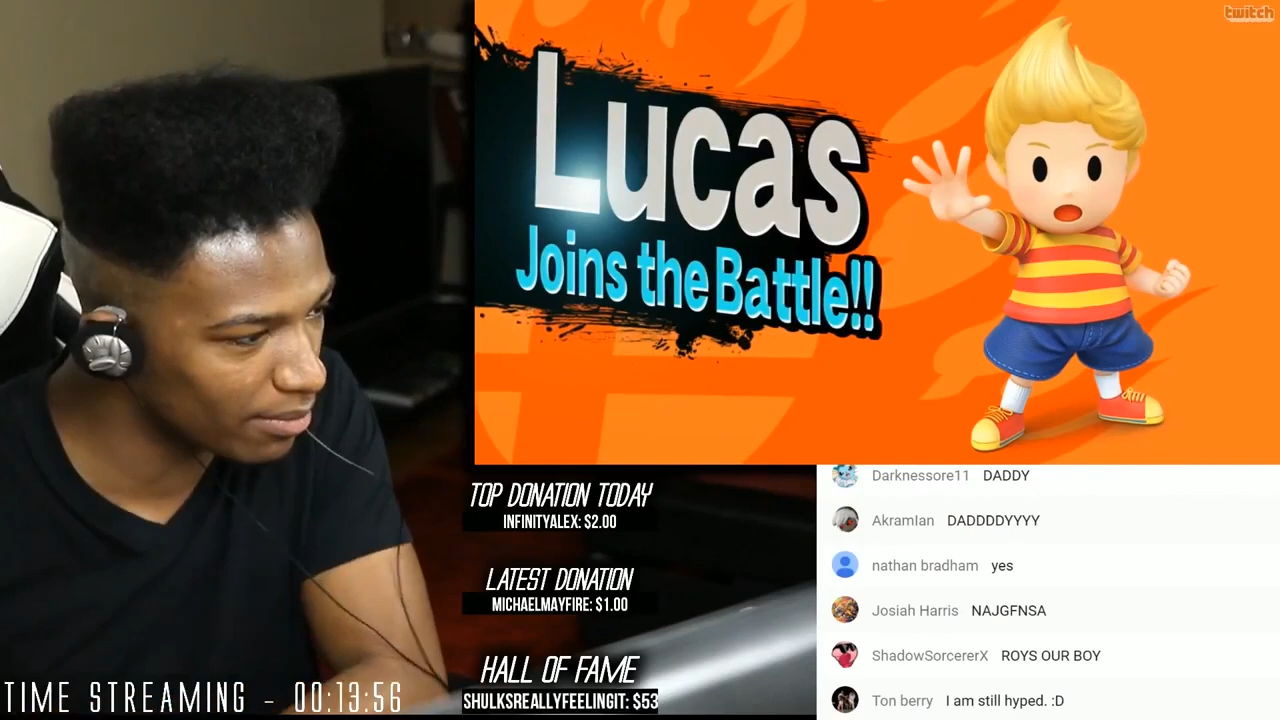 twitch
Lucas
Joins the Battle!!
TOP DONATION TODAY
INFINITYALEX: $2.00
LATEST DONATION
MICHAELMAYFIRE: $1.00
HALL OF FAME
SHULKSREALLYFEELINGIT: $53
TIME STREAMING - 00:13:56
Darknessore11 DADDY
AkramIan DADDDDYYYY
nathan bradham yes
Josiah Harris NAJGFNSA
ShadowSorcererX ROYS OUR BOY
Ton berry I am still hyped. :D